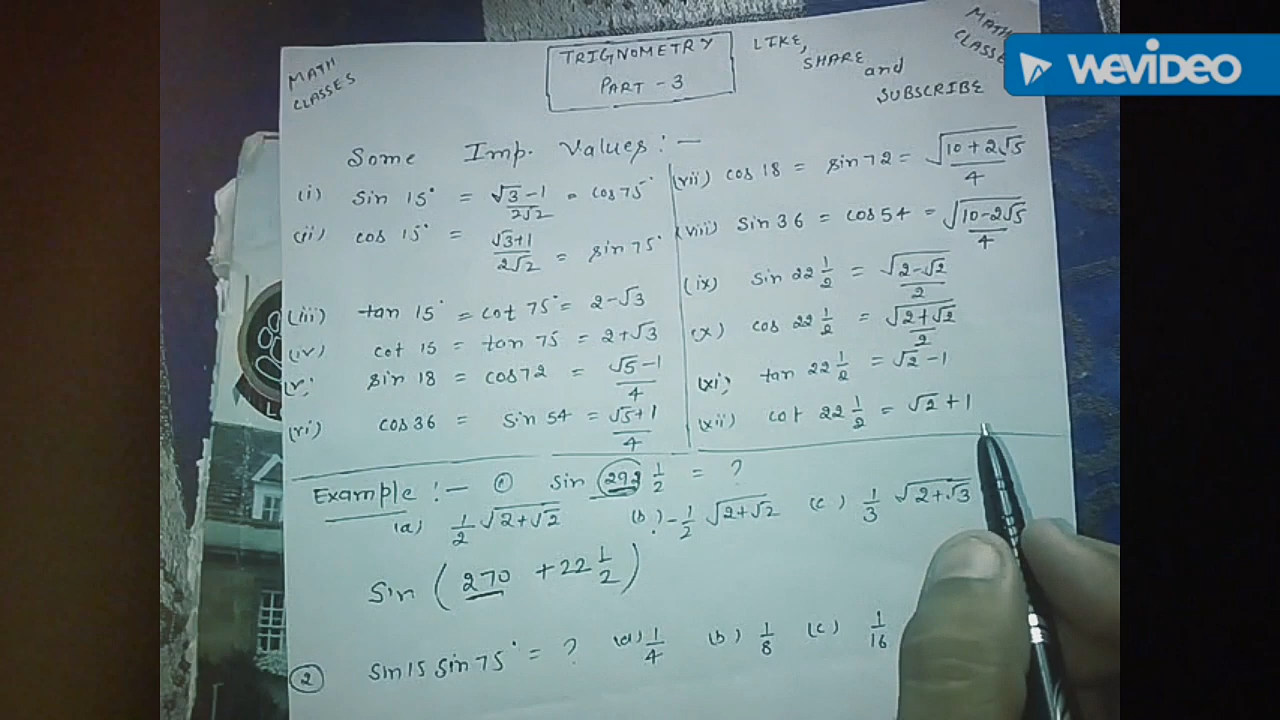 MATH CLASSES
TRIGNOMETRY
PART - 3
LIKE,
SHARE
and
SUBSCRIBE
MATH
CLASSES
WeVIDEO
Some Imp. Values :-
(i) sin 15° = √3-1/2√2 = cos 75°
(ii) cos 15° = √3+1/2√2 = sin 75°
(iii) tan 15° = cot 75° = 2-√3
(iv) cot 15 = tan 75 = 2+√3
(v) sin 18 = cos 72 = √5-1/4
(vi) cos 36 = sin 54 = √5+1/4
(vii) cos 18 = sin 72 = √10+2√5/4
(viii) sin 36 = cos 54 = √10-2√5/4
(ix) sin 22 1/2 = √2-√2/2
(x) cos 22 1/2 = √2+√2/2
(xi) tan 22 1/2 = √2-1
(xii) cot 22 1/2 = √2+1
Example :- ① sin 292 1/2 = ?
(a) 1/2 √2+√2 (b) -1/2 √2+√2 (c) 1/3 √2+√3
Sin (270 + 22 1/2)
② sin 15 sin 75° = ? (a) 1/4 (b) 1/8 (c) 1/16